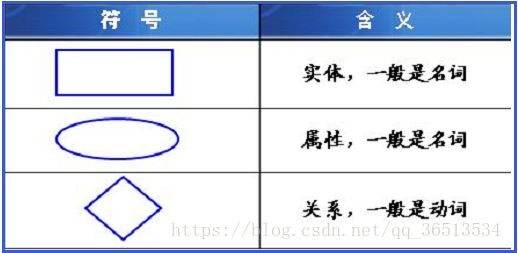 符 号 含 义
实体，一般是名词
属性，一般是名词
关系，一般是动词
https://blog.csdn.net/qq_36513534